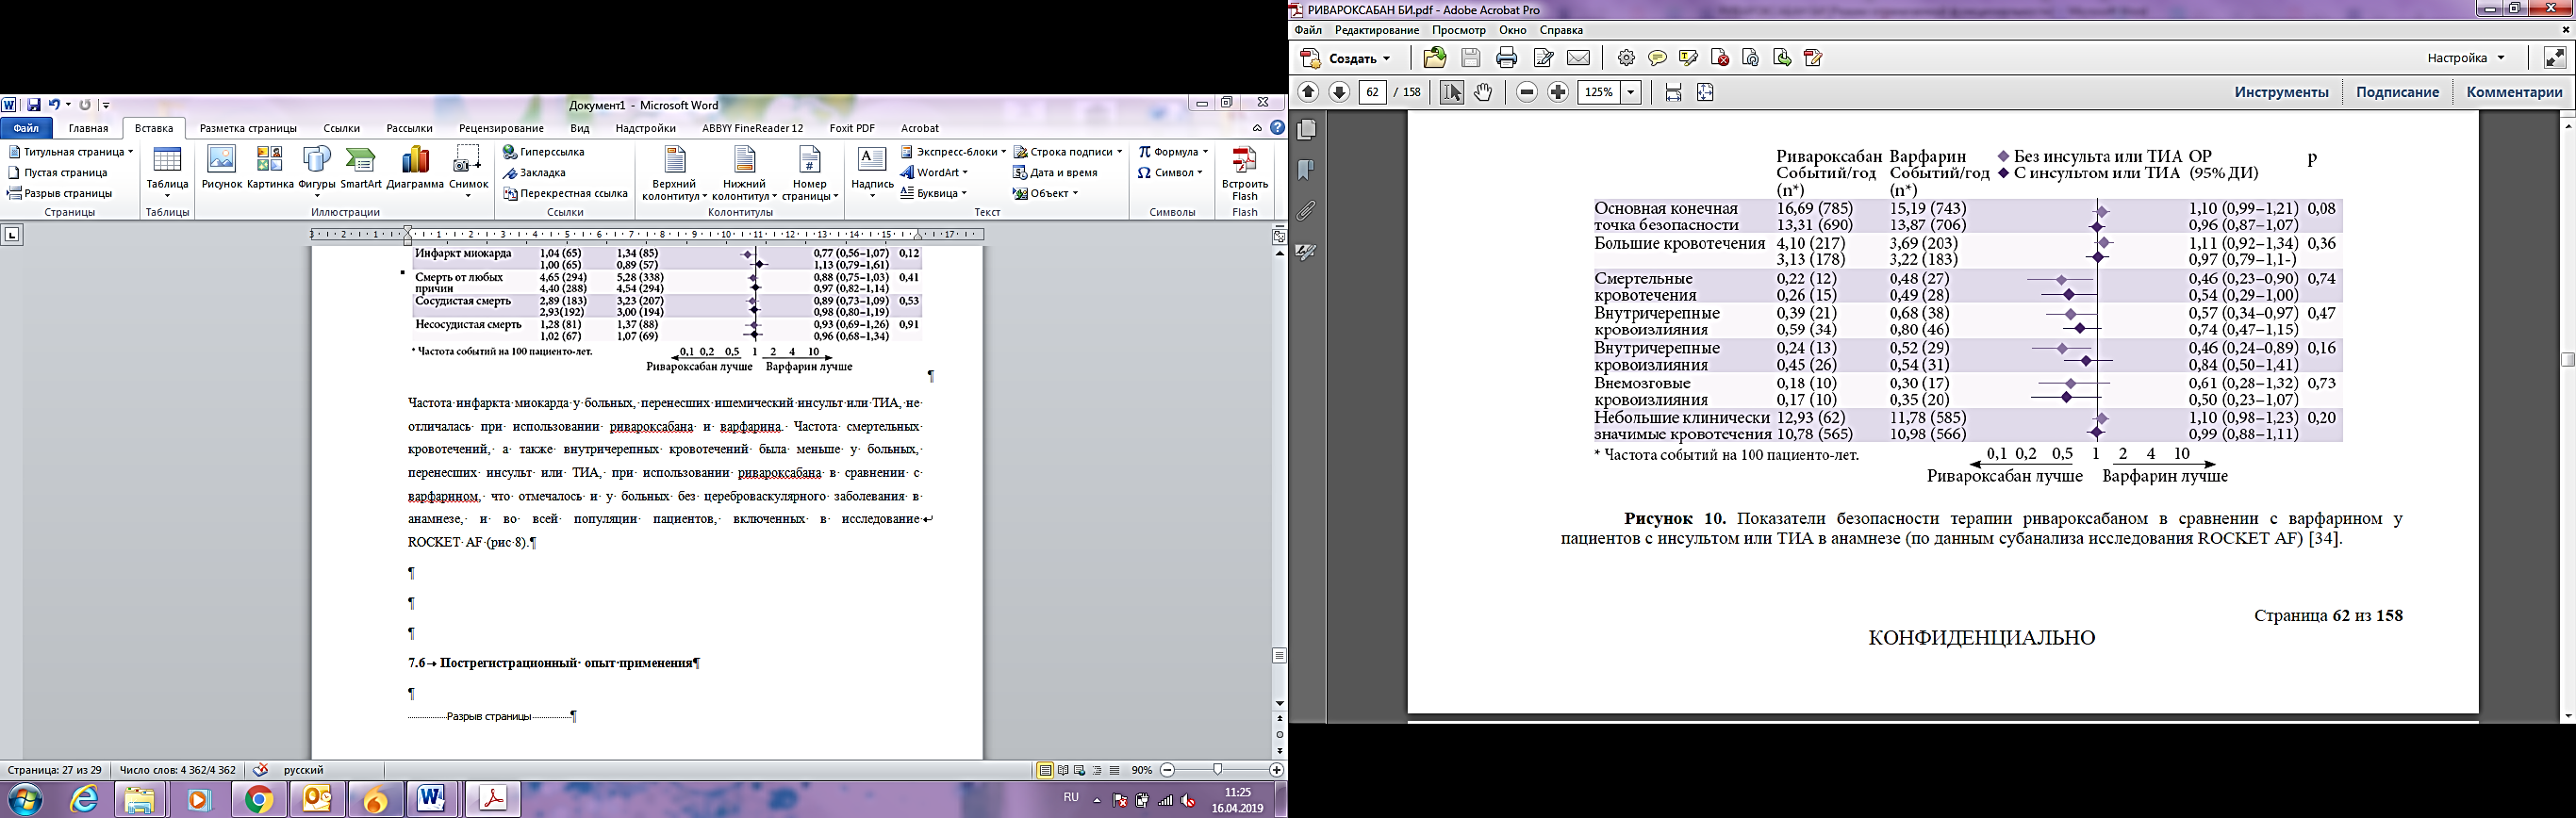 Документ1 - Microsoft Word
Файл Главная Вставка Разметка страницы Ссылки Рассылки Рецензирование Вид Надстройки ABBYY FineReader 12 Foxit PDF Acrobat
Титульная страница
Пустая страница
Разрыв страницы
Страницы
Таблица
Таблицы
Рисунок Картинка Фигуры SmartArt Диаграмма Снимок
Иллюстрации
Гиперссылка
Закладка
Перекрестная ссылка
Ссылки
Верхний колонтитул
Нижний колонтитул
Номер страницы
Колонтитулы
Надпись
Экспресс-блоки
WordArt
Буквица
Строка подписи
Дата и время
Объект
Текст
Формула
Символ
Символы
Встроить Flash
Flash
3 2 1 1 2 3 4 5 6 7 8 9 10 11 12 13 14 15 17
Инфаркт миокарда 1,04 (65) 1,34 (85) 0,77 (0,56–1,07) 0,12
1,00 (65) 0,89 (57) 1,13 (0,79–1,61)
Смерть от любых 4,65 (294) 5,28 (338) 0,88 (0,75–1,03) 0,41
причин 4,40 (288) 4,54 (294) 0,97 (0,82–1,14)
Сосудистая смерть 2,89 (183) 3,23 (207) 0,89 (0,73–1,09) 0,53
2,93(192) 3,00 (194) 0,98 (0,80–1,19)
Несосудистая смерть 1,28 (81) 1,37 (88) 0,93 (0,69–1,26) 0,91
1,02 (67) 1,07 (69) 0,96 (0,68–1,34)
* Частота событий на 100 пациенто-лет. 0,1 0,2 0,5 1 2 4 10
Ривароксабан лучше Варфарин лучше
Частота инфаркта миокарда у больных, перенесших ишемический инсульт или ТИА, не
отличалась при использовании ривароксабана и варфарина. Частота смертельных
кровотечений, а также внутричерепных кровотечений была меньше у больных,
перенесших инсульт или ТИА, при использовании ривароксабана в сравнении с
варфарином, что отмечалось и у больных без цереброваскулярного заболевания в
анамнезе, и во всей популяции пациентов, включенных в исследование
ROCKET AF (рис 8).¶
¶
¶
¶
7.6→ Пострегистрационный опыт применения¶
¶
Разрыв страницы ¶
Страница: 27 из 29 Число слов: 4 362/4 362 русский 90%
RU 11:25
16.04.2019
РИВАРОКСАБАН БИ.pdf - Adobe Acrobat Pro
Файл Редактирование Просмотр Окно Справка
Создать Настройка
62 / 158 125% Инструменты Подписание Комментарии
Ривароксабан Варфарин Без инсульта или ТИА ОР р
Событий/год Событий/год С инсультом или ТИА (95% ДИ)
(n*) (n*)
Основная конечная 16,69 (785) 15,19 (743) 1,10 (0,99–1,21) 0,08
точка безопасности 13,31 (690) 13,87 (706) 0,96 (0,87–1,07)
Большие кровотечения 4,10 (217) 3,69 (203) 1,11 (0,92–1,34) 0,36
3,13 (178) 3,22 (183) 0,97 (0,79–1,1-)
Смертельные 0,22 (12) 0,48 (27) 0,46 (0,23–0,90) 0,74
кровотечения 0,26 (15) 0,49 (28) 0,54 (0,29–1,00)
Внутричерепные 0,39 (21) 0,68 (38) 0,57 (0,34–0,97) 0,47
кровоизлияния 0,59 (34) 0,80 (46) 0,74 (0,47–1,15)
Внутричерепные 0,24 (13) 0,52 (29) 0,46 (0,24–0,89) 0,16
кровоизлияния 0,45 (26) 0,54 (31) 0,84 (0,50–1,41)
Внемозговые 0,18 (10) 0,30 (17) 0,61 (0,28–1,32) 0,73
кровоизлияния 0,17 (10) 0,35 (20) 0,50 (0,23–1,07)
Небольшие клинически 12,93 (62) 11,78 (585) 1,10 (0,98–1,23) 0,20
значимые кровотечения 10,78 (565) 10,98 (566) 0,99 (0,88–1,11)
* Частота событий на 100 пациенто-лет. 0,1 0,2 0,5 1 2 4 10
Ривароксабан лучше Варфарин лучше
Рисунок 10. Показатели безопасности терапии ривароксабаном в сравнении с варфарином у
пациентов с инсультом или ТИА в анамнезе (по данным субанализа исследования ROCKET AF) [34].
Страница 62 из 158
КОНФИДЕНЦИАЛЬНО